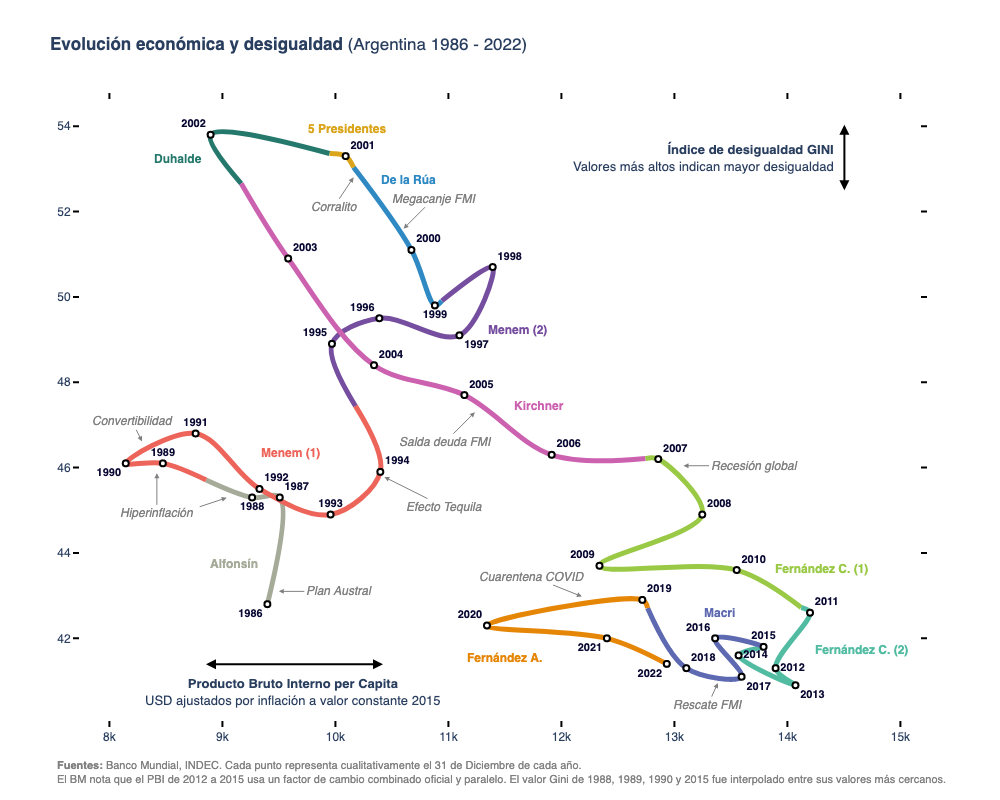 Evolución económica y desigualdad (Argentina 1986 - 2022)
54
52
50
48
46
44
42
8k
9k
10k
11k
12k
13k
14k
15k
Índice de desigualdad GINI
Valores más altos indican mayor desigualdad
2002
5 Presidentes
2001
Duhalde
De la Rúa
Corralito
Megacanje FMI
2000
2003
1998
1996
1999
1995
Menem (2)
1997
2004
2005
Kirchner
Convertibilidad
1991
Salda deuda FMI
1989
Menem (1)
2006
2007
1990
1994
Recesión global
1992
1987
1988
1993
Efecto Tequila
Hiperinflación
2008
Alfonsín
2009
2010
Fernández C. (1)
Plan Austral
1986
Cuarentena COVID
2019
2011
2020
Macri
2016
2015
2021
2018
2014
Fernández C. (2)
Fernández A.
2022
2012
2017
2013
Rescate FMI
Producto Bruto Interno per Capita
USD ajustados por inflación a valor constante 2015
Fuentes: Banco Mundial, INDEC. Cada punto representa cualitativamente el 31 de Diciembre de cada año.
El BM nota que el PBI de 2012 a 2015 usa un factor de cambio combinado oficial y paralelo. El valor Gini de 1988, 1989, 1990 y 2015 fue interpolado entre sus valores más cercanos.